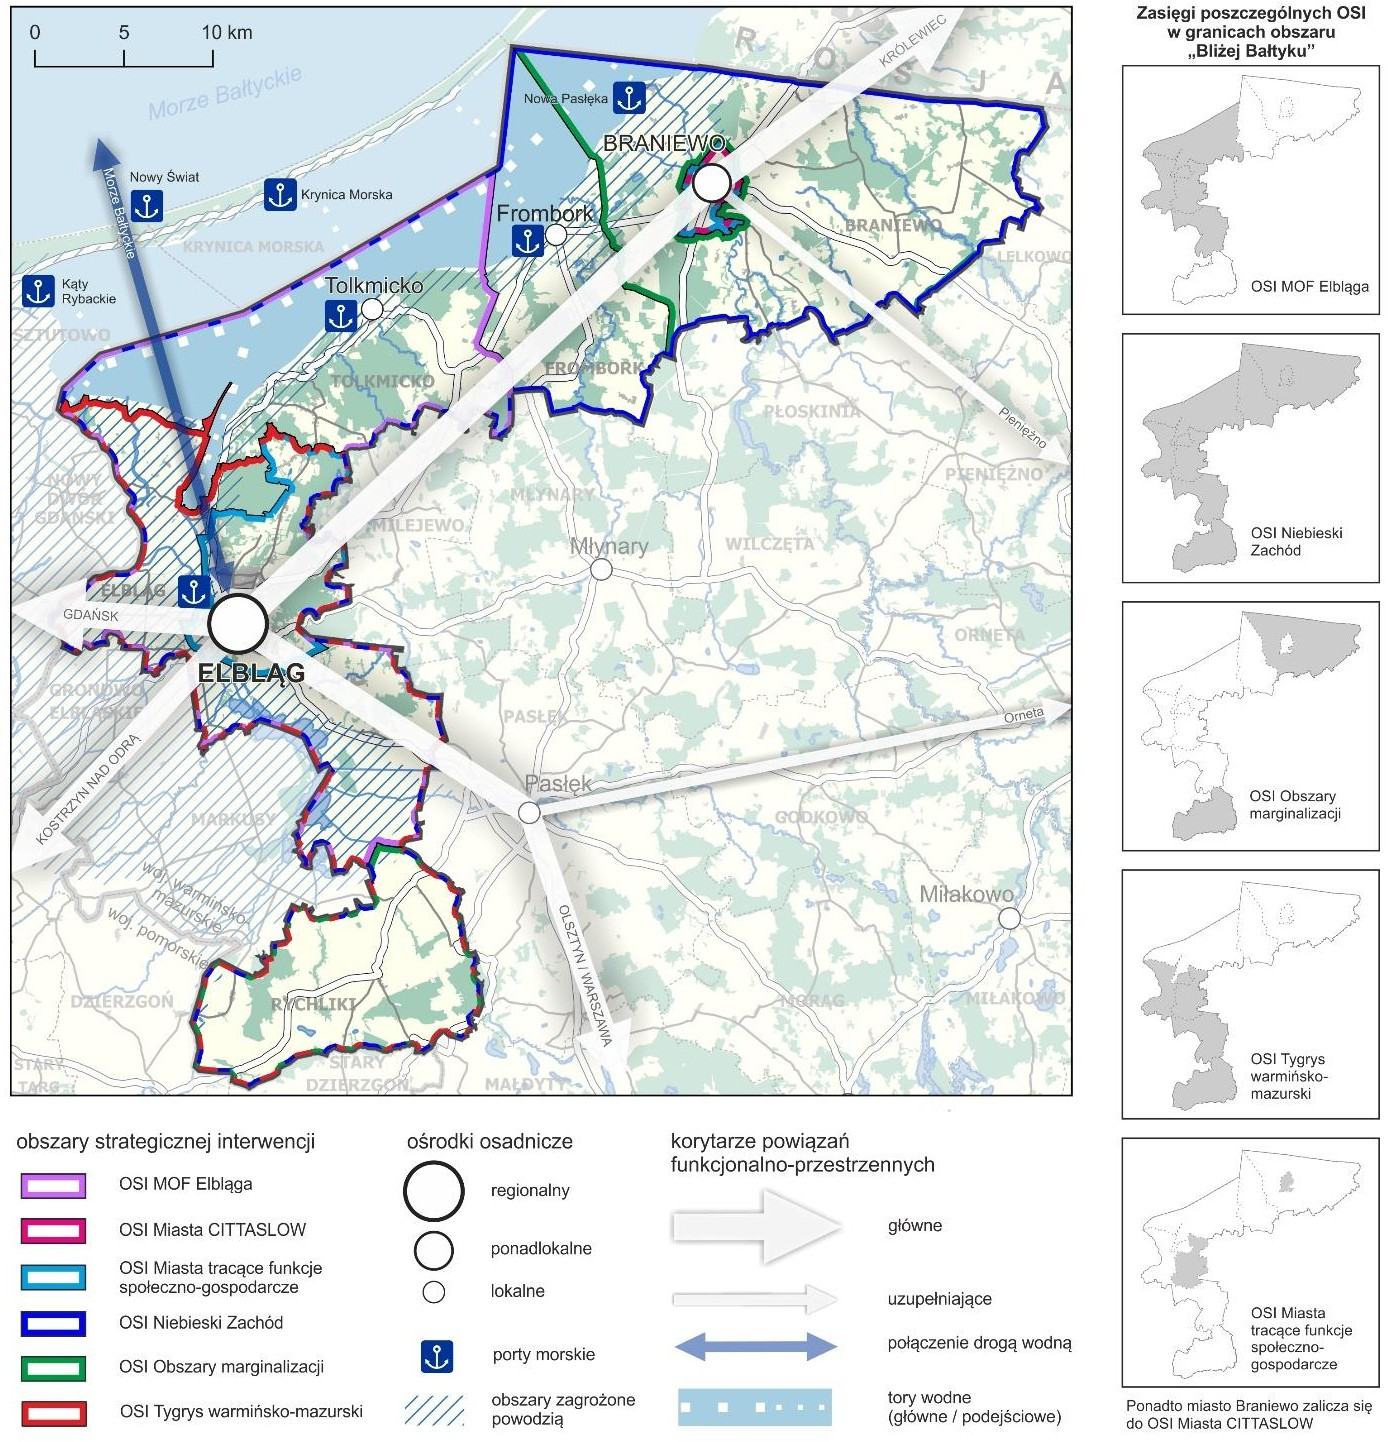 0 5 10 km
Morze Bałtyckie
R O S J A
KRÓLEWIEC
Nowa Pasłęka
BRANIEWO
Morze Bałtyckie
Nowy Świat
Krynica Morska
KRYNICA MORSKA
Frombork
BRANIEWO
LELKOWO
Kąty
Rybackie
Tolkmicko
SZTUTOWO
TOLKMICKO
FROMBORK
PŁOSKINIA
Pieniężno
PIENIĘŻNO
NOWY
DWÓR
GDAŃSKI
MŁYNARY
MILEJEWO
Młynary
WILCZĘTA
ELBLĄG
GDAŃSK
ORNETA
ELBLĄG
GRONOWO
ELBLĄSKIE
PASŁĘK
Orneta
KOSTRZYN NAD ODRĄ
Pasłęk
MARKUSY
GODKOWO
woj. warmińsko-
mazurskie
woj. pomorskie
Miłakowo
OLSZTYN / WARSZAWA
DZIERZGOŃ
RYCHLIKI
MORĄG
MIŁAKOWO
STARY
TARG
STARY
DZIERZGOŃ
MAŁDYTY
Zasięgi poszczególnych OSI
w granicach obszaru
„Bliżej Bałtyku”
OSI MOF Elbląga
OSI Niebieski
Zachód
OSI Obszary
marginalizacji
OSI Tygrys
warmińsko-
mazurski
OSI Miasta
tracące funkcje
społeczno-
gospodarcze
Ponadto miasto Braniewo zalicza się
do OSI Miasta CITTASLOW
obszary strategicznej interwencji
OSI MOF Elbląga
OSI Miasta CITTASLOW
OSI Miasta tracące funkcje
społeczno-gospodarcze
OSI Niebieski Zachód
OSI Obszary marginalizacji
OSI Tygrys warmińsko-mazurski
ośrodki osadnicze
regionalny
ponadlokalne
lokalne
porty morskie
obszary zagrożone
powodzią
korytarze powiązań
funkcjonalno-przestrzennych
główne
uzupełniające
połączenie drogą wodną
tory wodne
(główne / podejściowe)